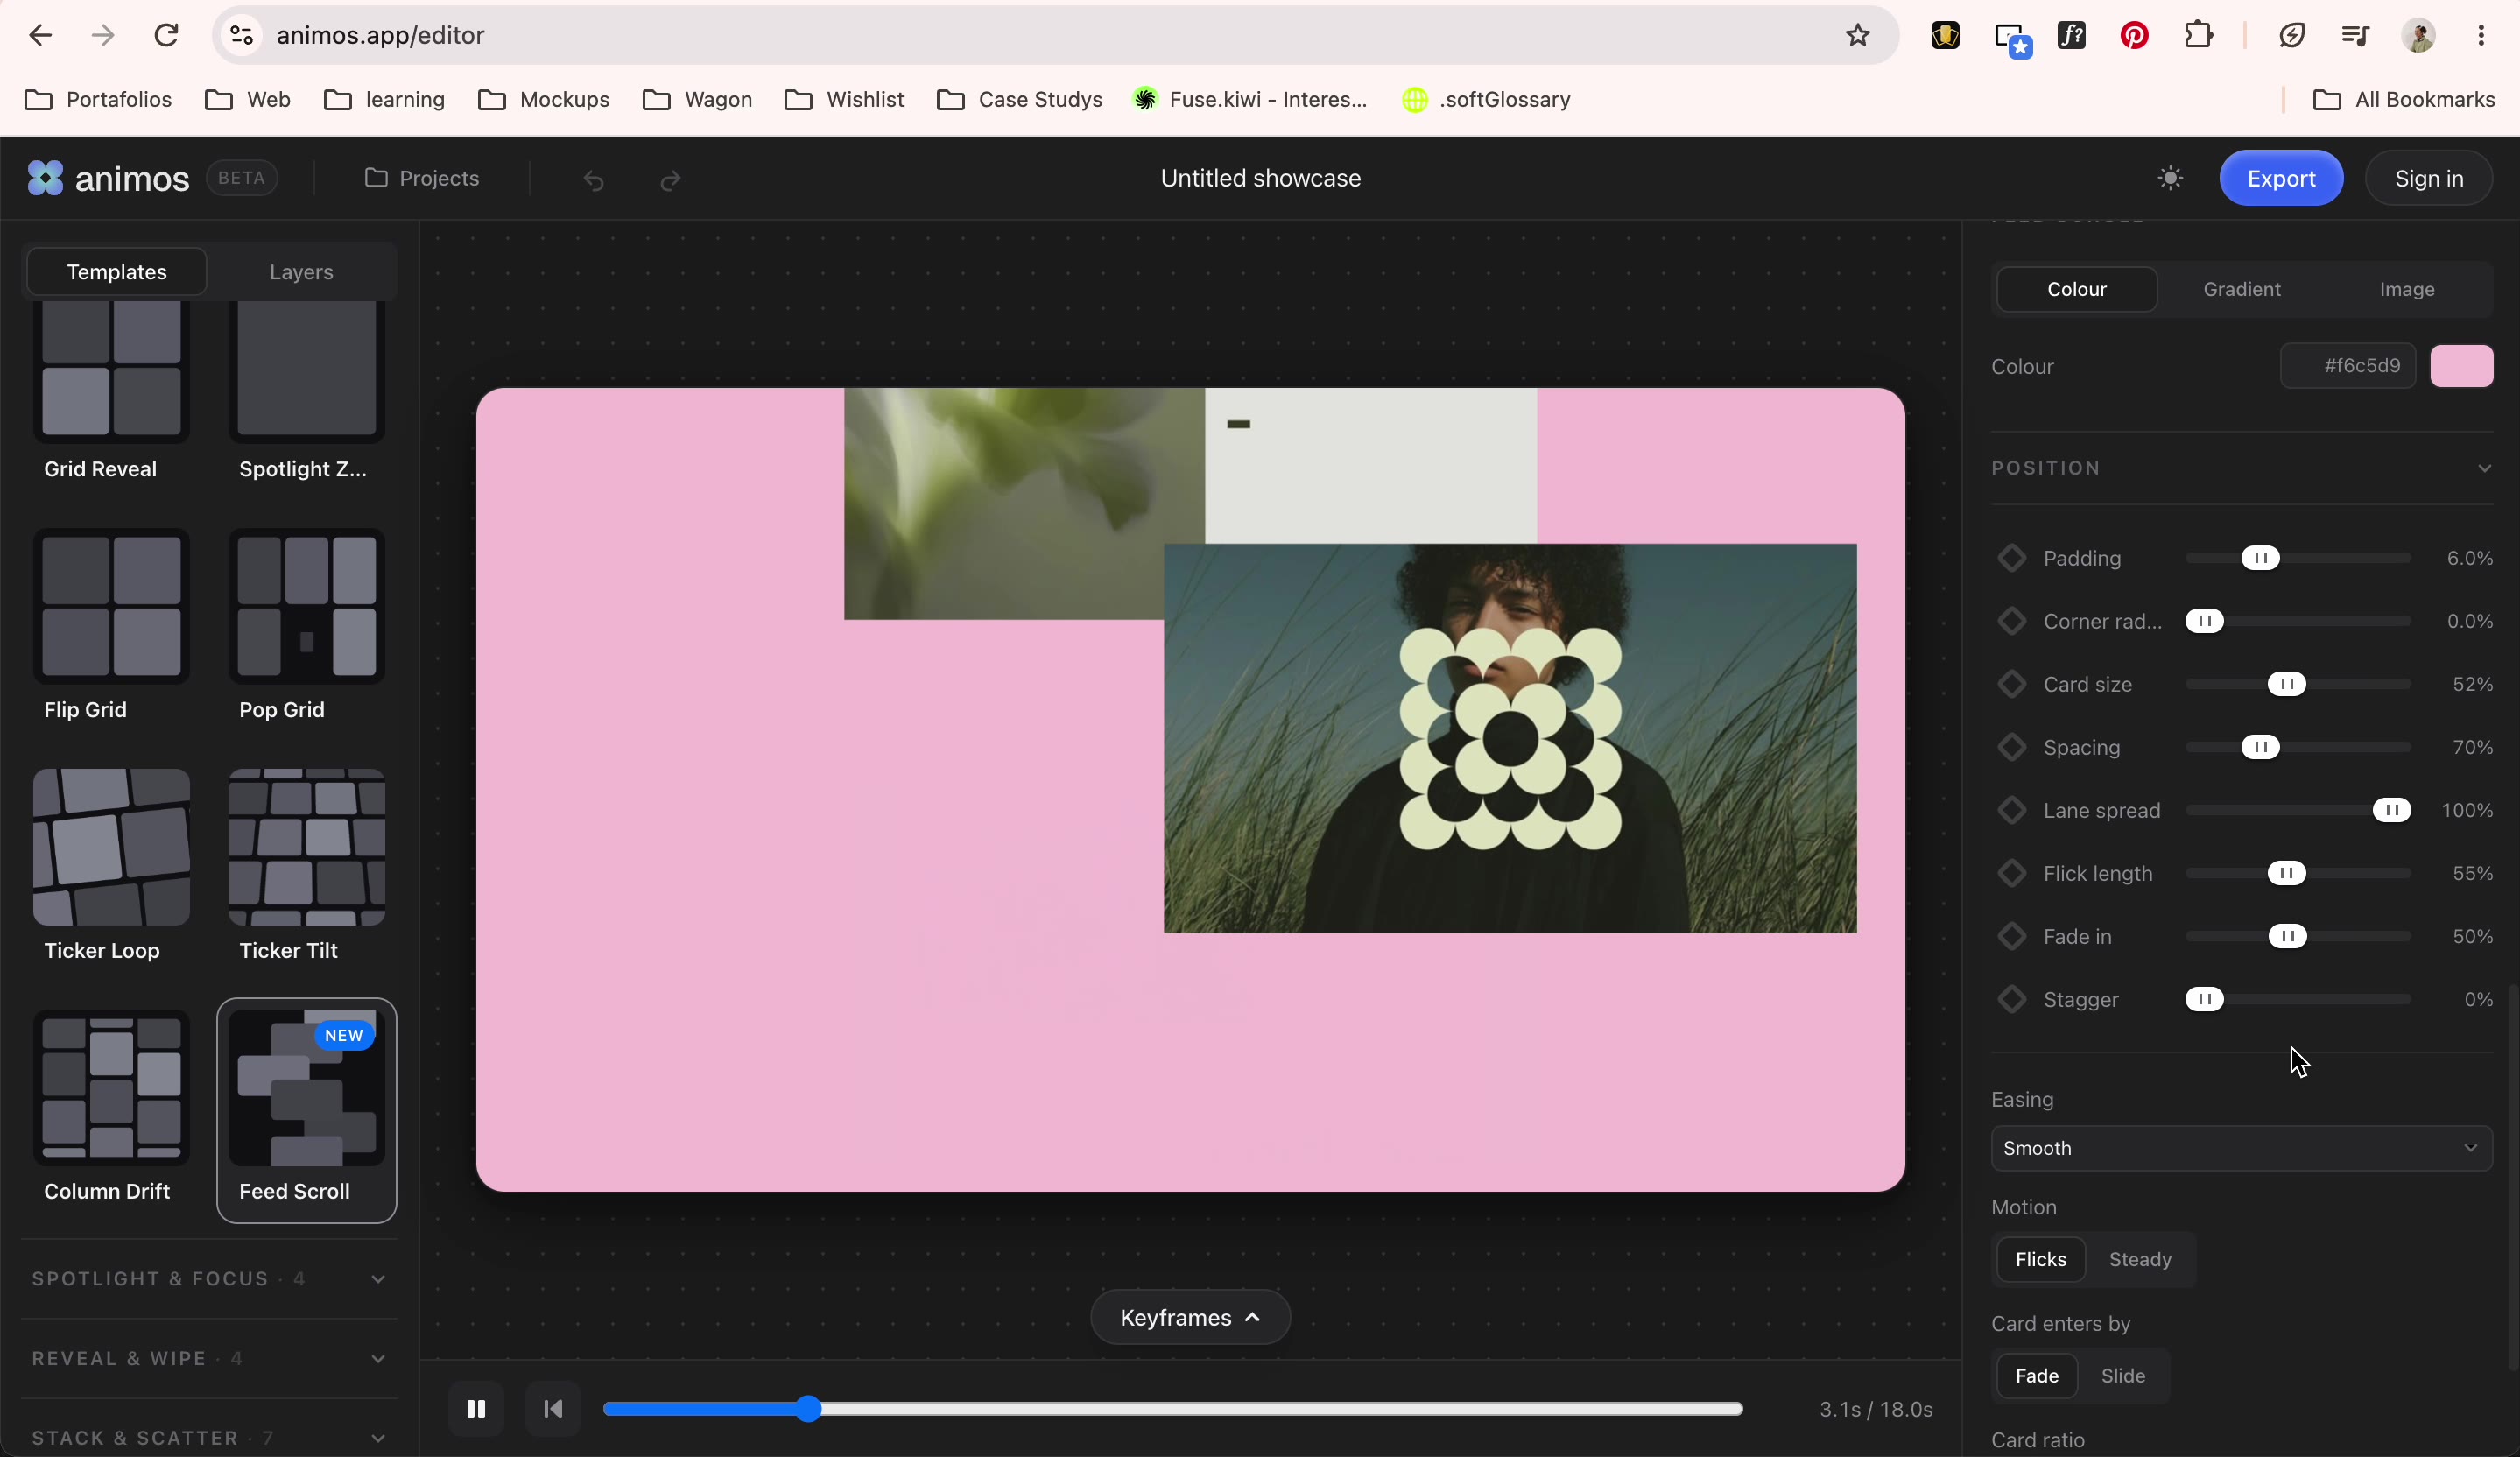 animos.app/editor
Portafolios
Web
learning
Mockups
Wagon
Wishlist
Case Studys
Fuse.kiwi - Interes...
.softGlossary
All Bookmarks
animos
BETA
Projects
Untitled showcase
Export
Sign in
Templates
Layers
Grid Reveal
Spotlight Z...
Flip Grid
Pop Grid
Ticker Loop
Ticker Tilt
Column Drift
NEW
Feed Scroll
SPOTLIGHT & FOCUS · 4
REVEAL & WIPE · 4
STACK & SCATTER · 7
Keyframes
3.1s / 18.0s
Colour
Gradient
Image
Colour
#f6c5d9
POSITION
Padding
6.0%
Corner rad...
0.0%
Card size
52%
Spacing
70%
Lane spread
100%
Flick length
55%
Fade in
50%
Stagger
0%
Easing
Smooth
Motion
Flicks
Steady
Card enters by
Fade
Slide
Card ratio